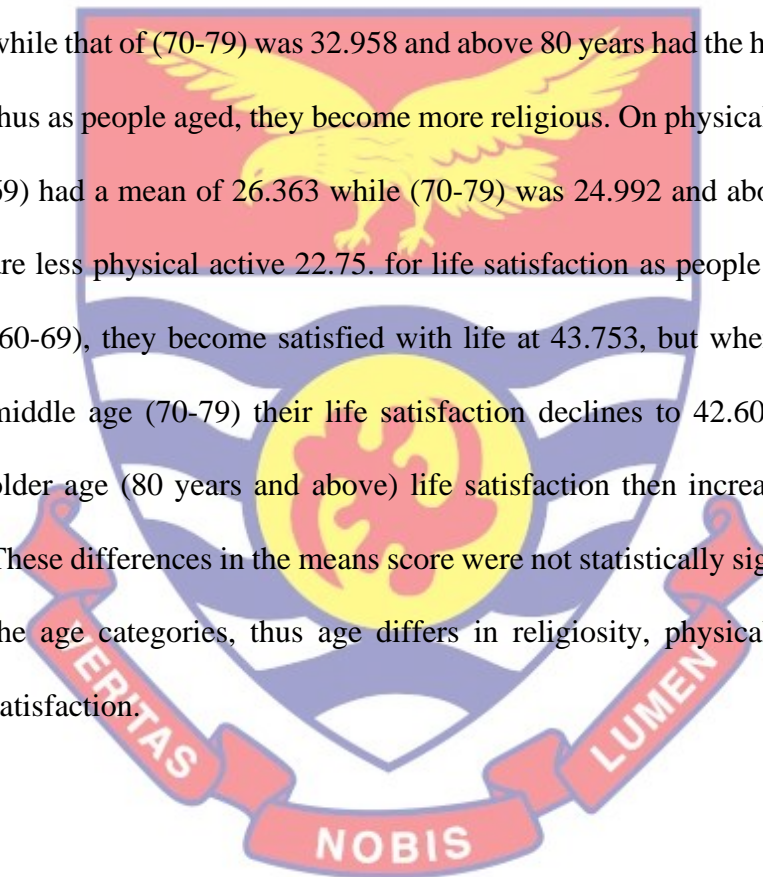 while that of (70-79) was 32.958 and above 80 years had the h
hus as people aged, they become more religious. On physical
69) had a mean of 26.363 while (70-79) was 24.992 and abo
are less physical active 22.75. for life satisfaction as people
60-69), they become satisfied with life at 43.753, but whe
middle age (70-79) their life satisfaction declines to 42.60
older age (80 years and above) life satisfaction then increa
These differences in the means score were not statistically sig
he age categories, thus age differs in religiosity, physical
satisfaction.
VERITAS
NOBIS
LUMEN